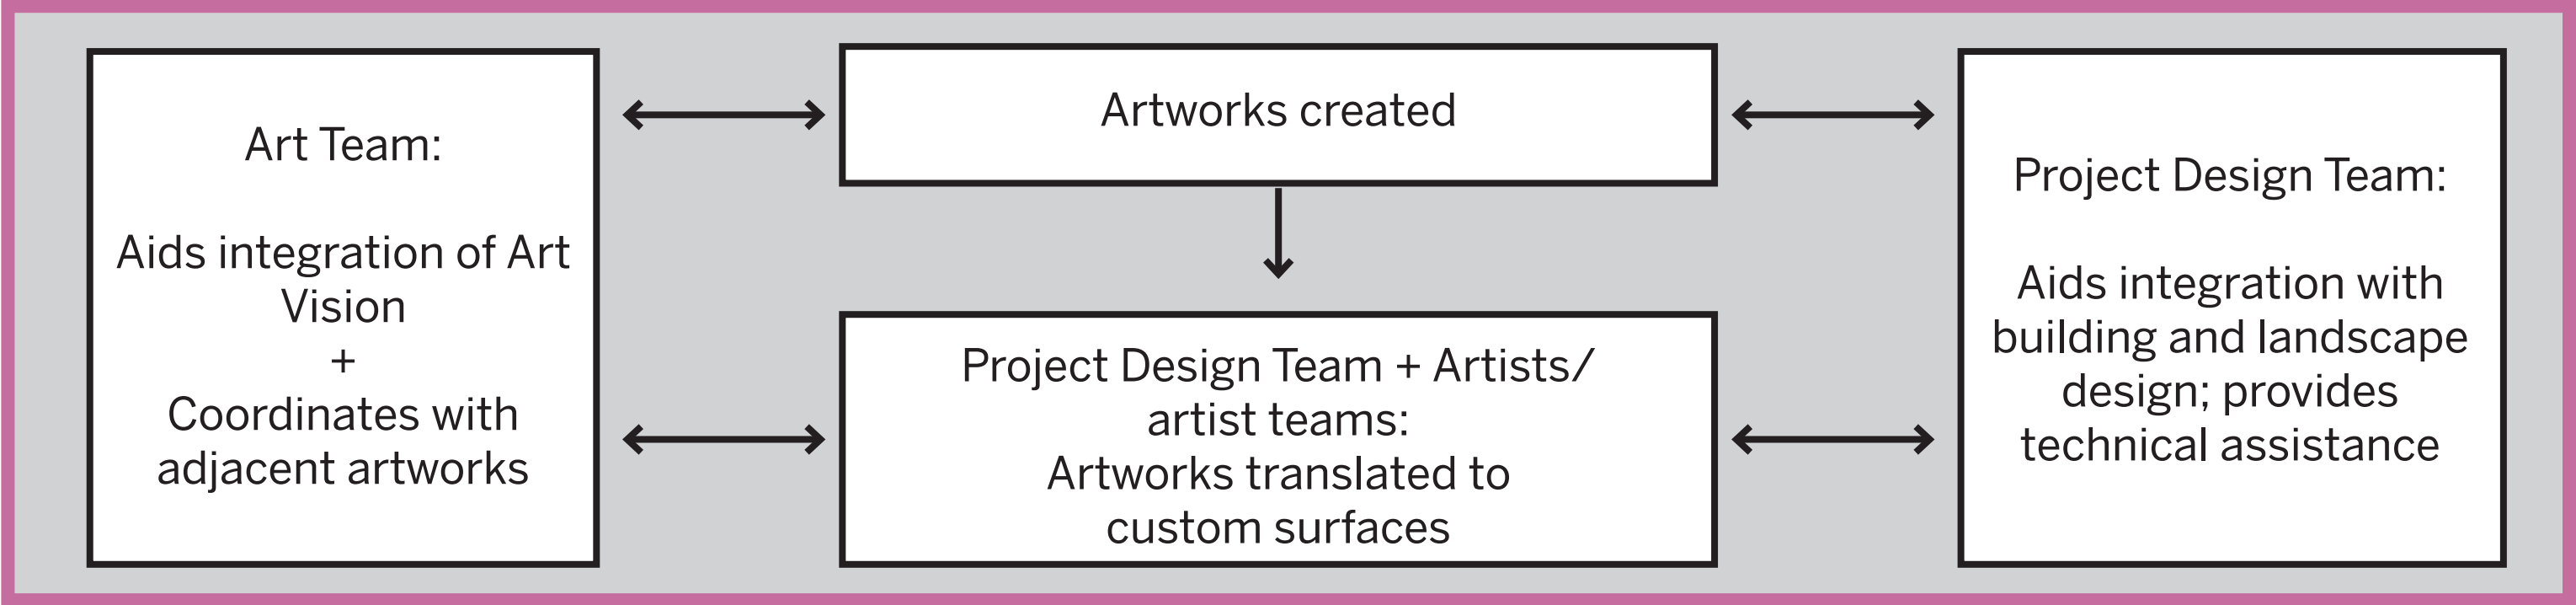 Art Team:
Aids integration of Art
Vision
+
Coordinates with
adjacent artworks
Artworks created
Project Design Team + Artists/
artist teams:
Artworks translated to
custom surfaces
Project Design Team:
Aids integration with
building and landscape
design; provides
technical assistance